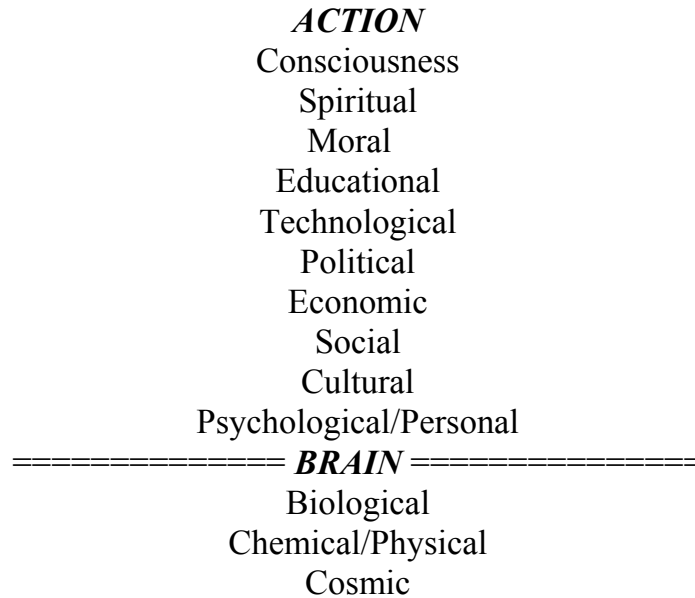 ACTION
Consciousness
Spiritual
Moral
Educational
Technological
Political
Economic
Social
Cultural
Psychological/Personal
============== BRAIN ===============
Biological
Chemical/Physical
Cosmic